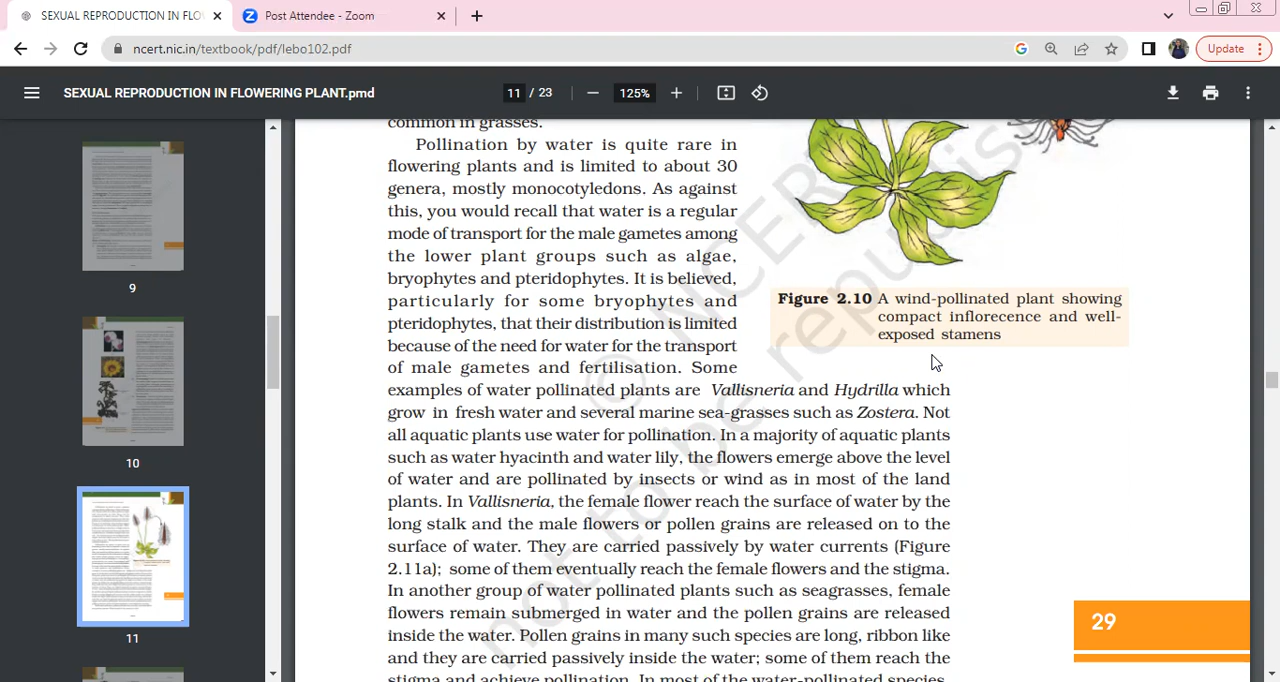 SEXUAL REPRODUCTION IN FLO
Post Attendee - Zoom
ncert.nic.in/textbook/pdf/lebo102.pdf
Update
SEXUAL REPRODUCTION IN FLOWERING PLANT.pmd
11 / 23
125%
9
10
11
common in grasses.
Pollination by water is quite rare in
flowering plants and is limited to about 30
genera, mostly monocotyledons. As against
this, you would recall that water is a regular
mode of transport for the male gametes among
the lower plant groups such as algae,
bryophytes and pteridophytes. It is believed,
particularly for some bryophytes and
pteridophytes, that their distribution is limited
because of the need for water for the transport
of male gametes and fertilisation. Some
examples of water pollinated plants are Vallisneria and Hydrilla which
grow in fresh water and several marine sea-grasses such as Zostera. Not
all aquatic plants use water for pollination. In a majority of aquatic plants
such as water hyacinth and water lily, the flowers emerge above the level
of water and are pollinated by insects or wind as in most of the land
plants. In Vallisneria, the female flower reach the surface of water by the
long stalk and the male flowers or pollen grains are released on to the
surface of water. They are carried passively by water currents (Figure
2.11a); some of them eventually reach the female flowers and the stigma.
In another group of water pollinated plants such as seagrasses, female
flowers remain submerged in water and the pollen grains are released
inside the water. Pollen grains in many such species are long, ribbon like
and they are carried passively inside the water; some of them reach the
stigma and achieve pollination. In most of the water-pollinated species,
Figure 2.10 A wind-pollinated plant showing
compact inflorecence and well-
exposed stamens
29